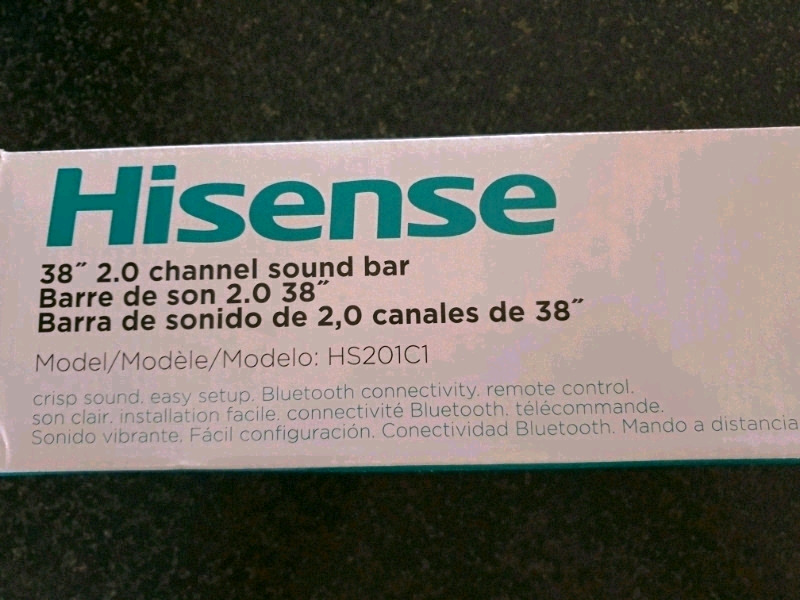 Hisense
38˝ 2.0 channel sound bar
Barre de son 2.0 38˝
Barra de sonido de 2,0 canales de 38˝
Model/Modèle/Modelo: HS201C1
crisp sound. easy setup. Bluetooth connectivity. remote control.
son clair. installation facile. connectivité Bluetooth. télécommande.
Sonido vibrante. Fácil configuración. Conectividad Bluetooth. Mando a distancia